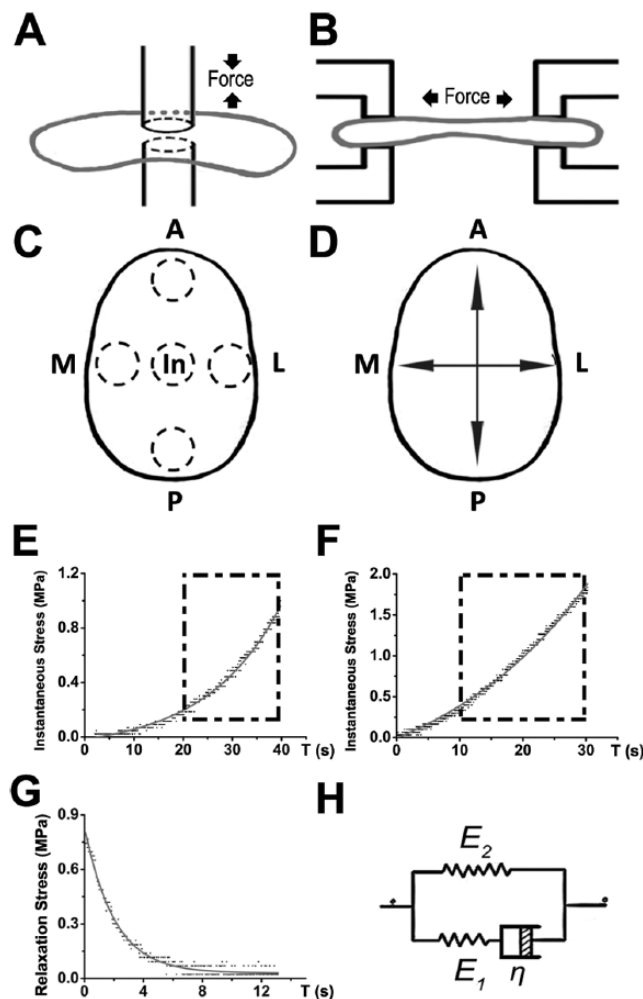 A
Force
B
Force
C
A
M
In
L
P
D
A
M
L
P
E
Instantaneous Stress (MPa)
1.2
0.8
0.4
0.0
0 10 20 30 40 T (s)
F
Instantaneous Stress (MPa)
2.0
1.5
1.0
0.5
0.0
0 10 20 30 T (s)
G
Relaxation Stress (MPa)
0.9
0.6
0.3
0.0
0 4 8 12 T (s)
H
E2
E1
η